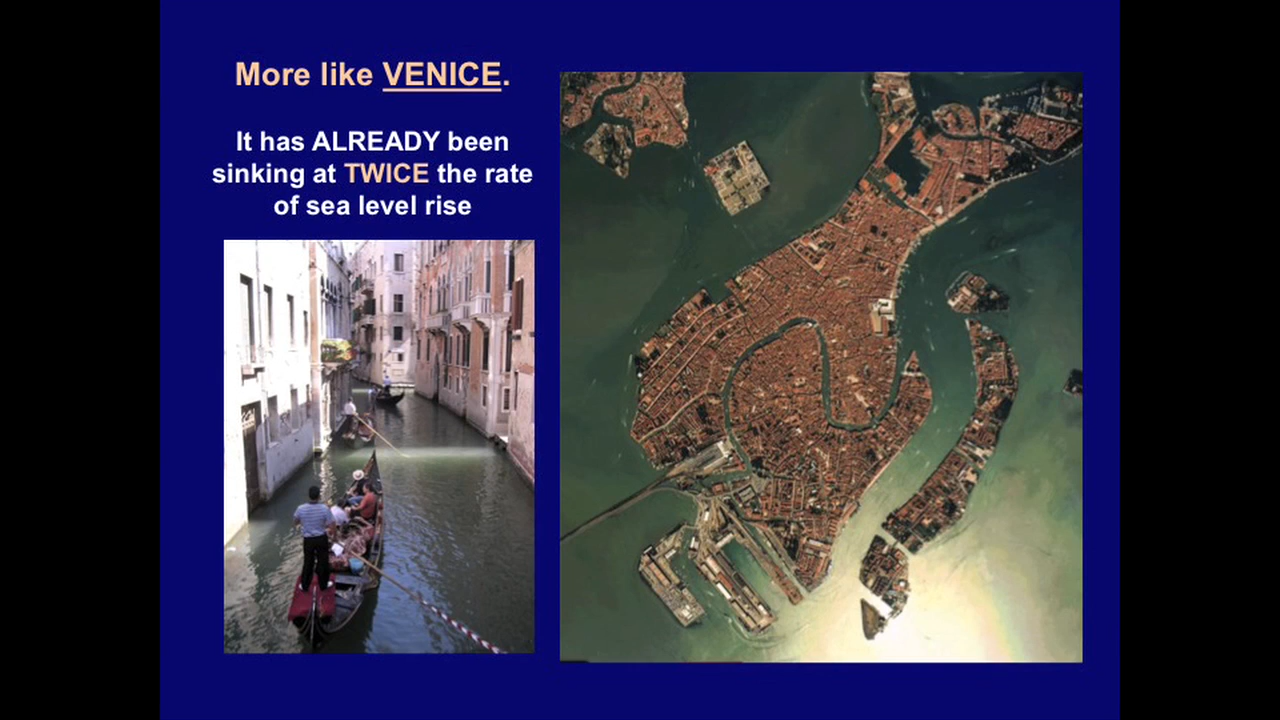 More like VENICE.
It has ALREADY been
sinking at TWICE the rate
of sea level rise